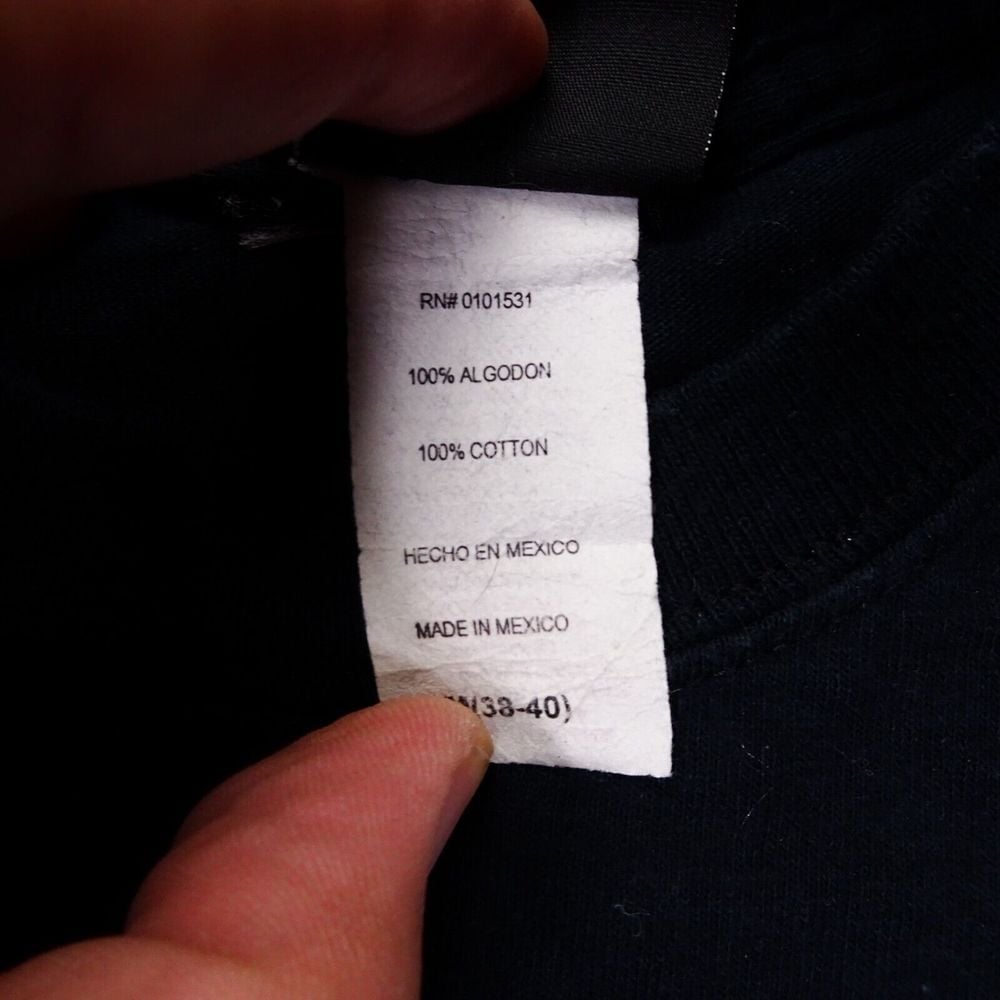 RN# 0101531
100% ALGODON
100% COTTON
HECHO EN MEXICO
MADE IN MEXICO
(38-40)